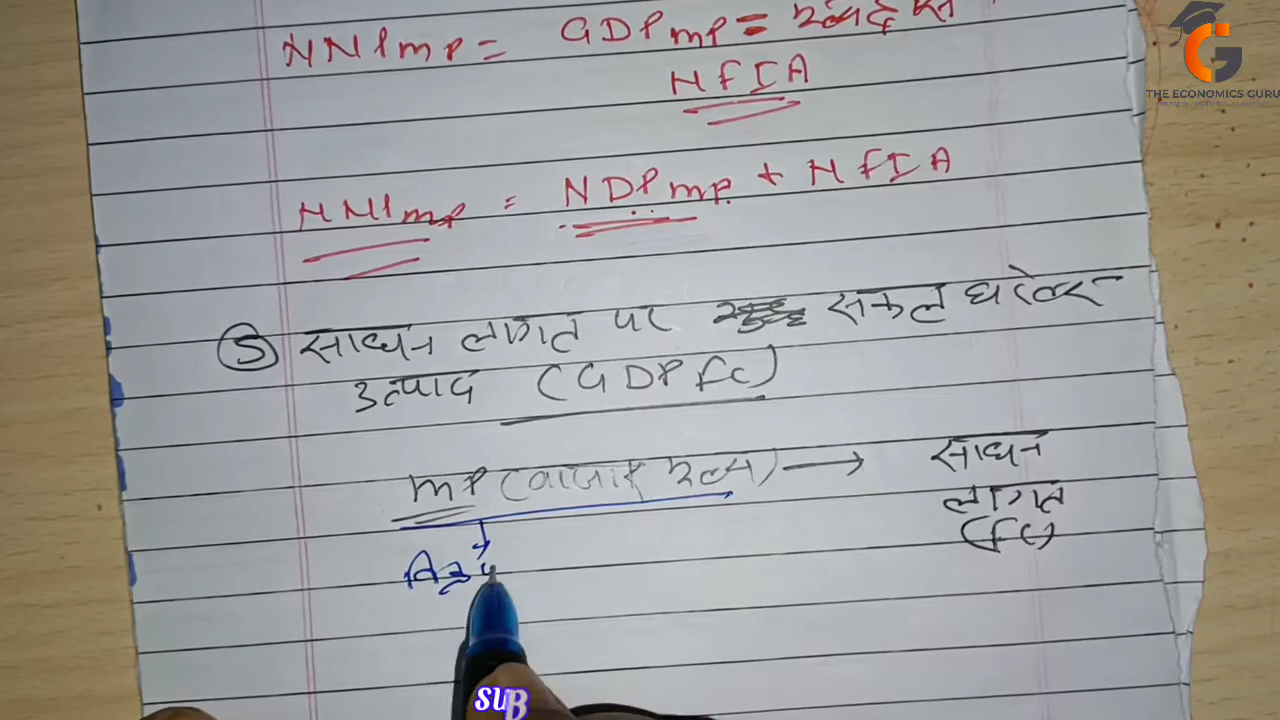 NNPmp = GDPmp =
NFIA
NNPmp = NDPmp + NFIA
⑤ साधन लागत पर सकल घरेलू
उत्पाद (GDPfc)
mp (बाजार मूल्य) → साधन
लागत
(fc)
SUB
THE ECONOMICS GURU